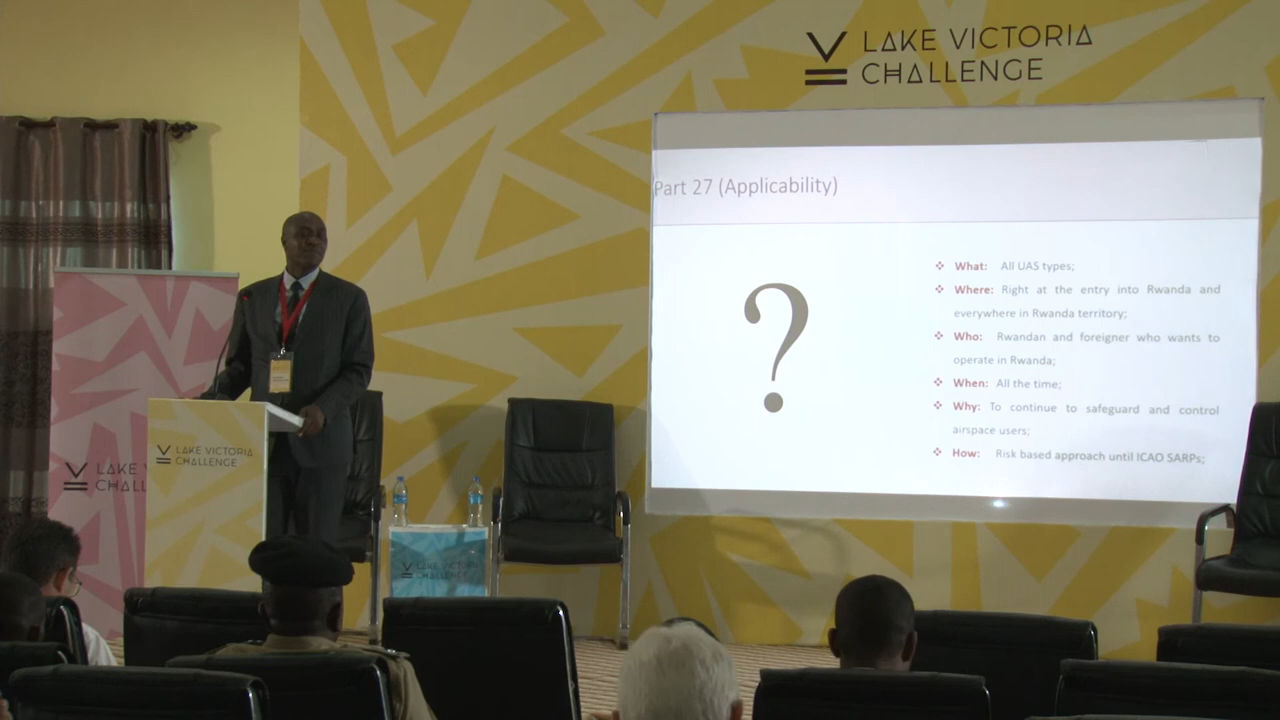 LAKE VICTORIA
CHALLENGE
Part 27 (Applicability)
?
❖ What: All UAS types;
❖ Where: Right at the entry into Rwanda and
everywhere in Rwanda territory;
❖ Who: Rwandan and foreigner who wants to
operate in Rwanda;
❖ When: All the time;
❖ Why: To continue to safeguard and control
airspace users;
❖ How: Risk based approach until ICAO SARPs;
LAKE VICTORIA
CHALLENGE
LAKE V
CHALL
LAKE VICTORIA
CHALLENGE